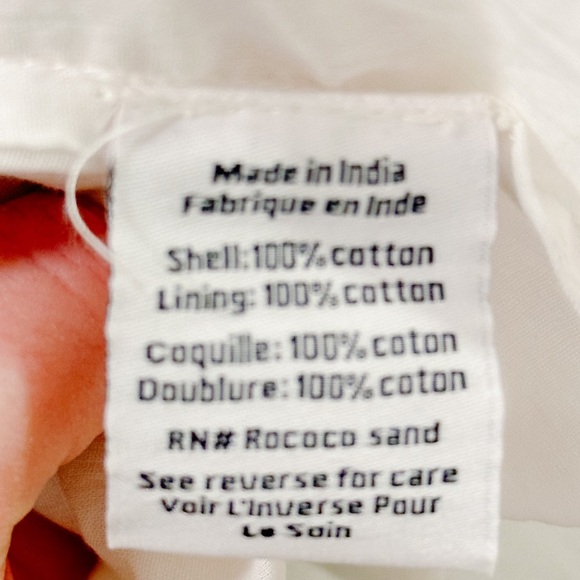 Made in India
Fabrique en Inde
Shell:100% cotton
Lining: 100% cotton
Coquille: 100% coton
Doublure: 100% coton
RN# Rococo sand
See reverse for care
Voir L'Inverse Pour
Le Soin